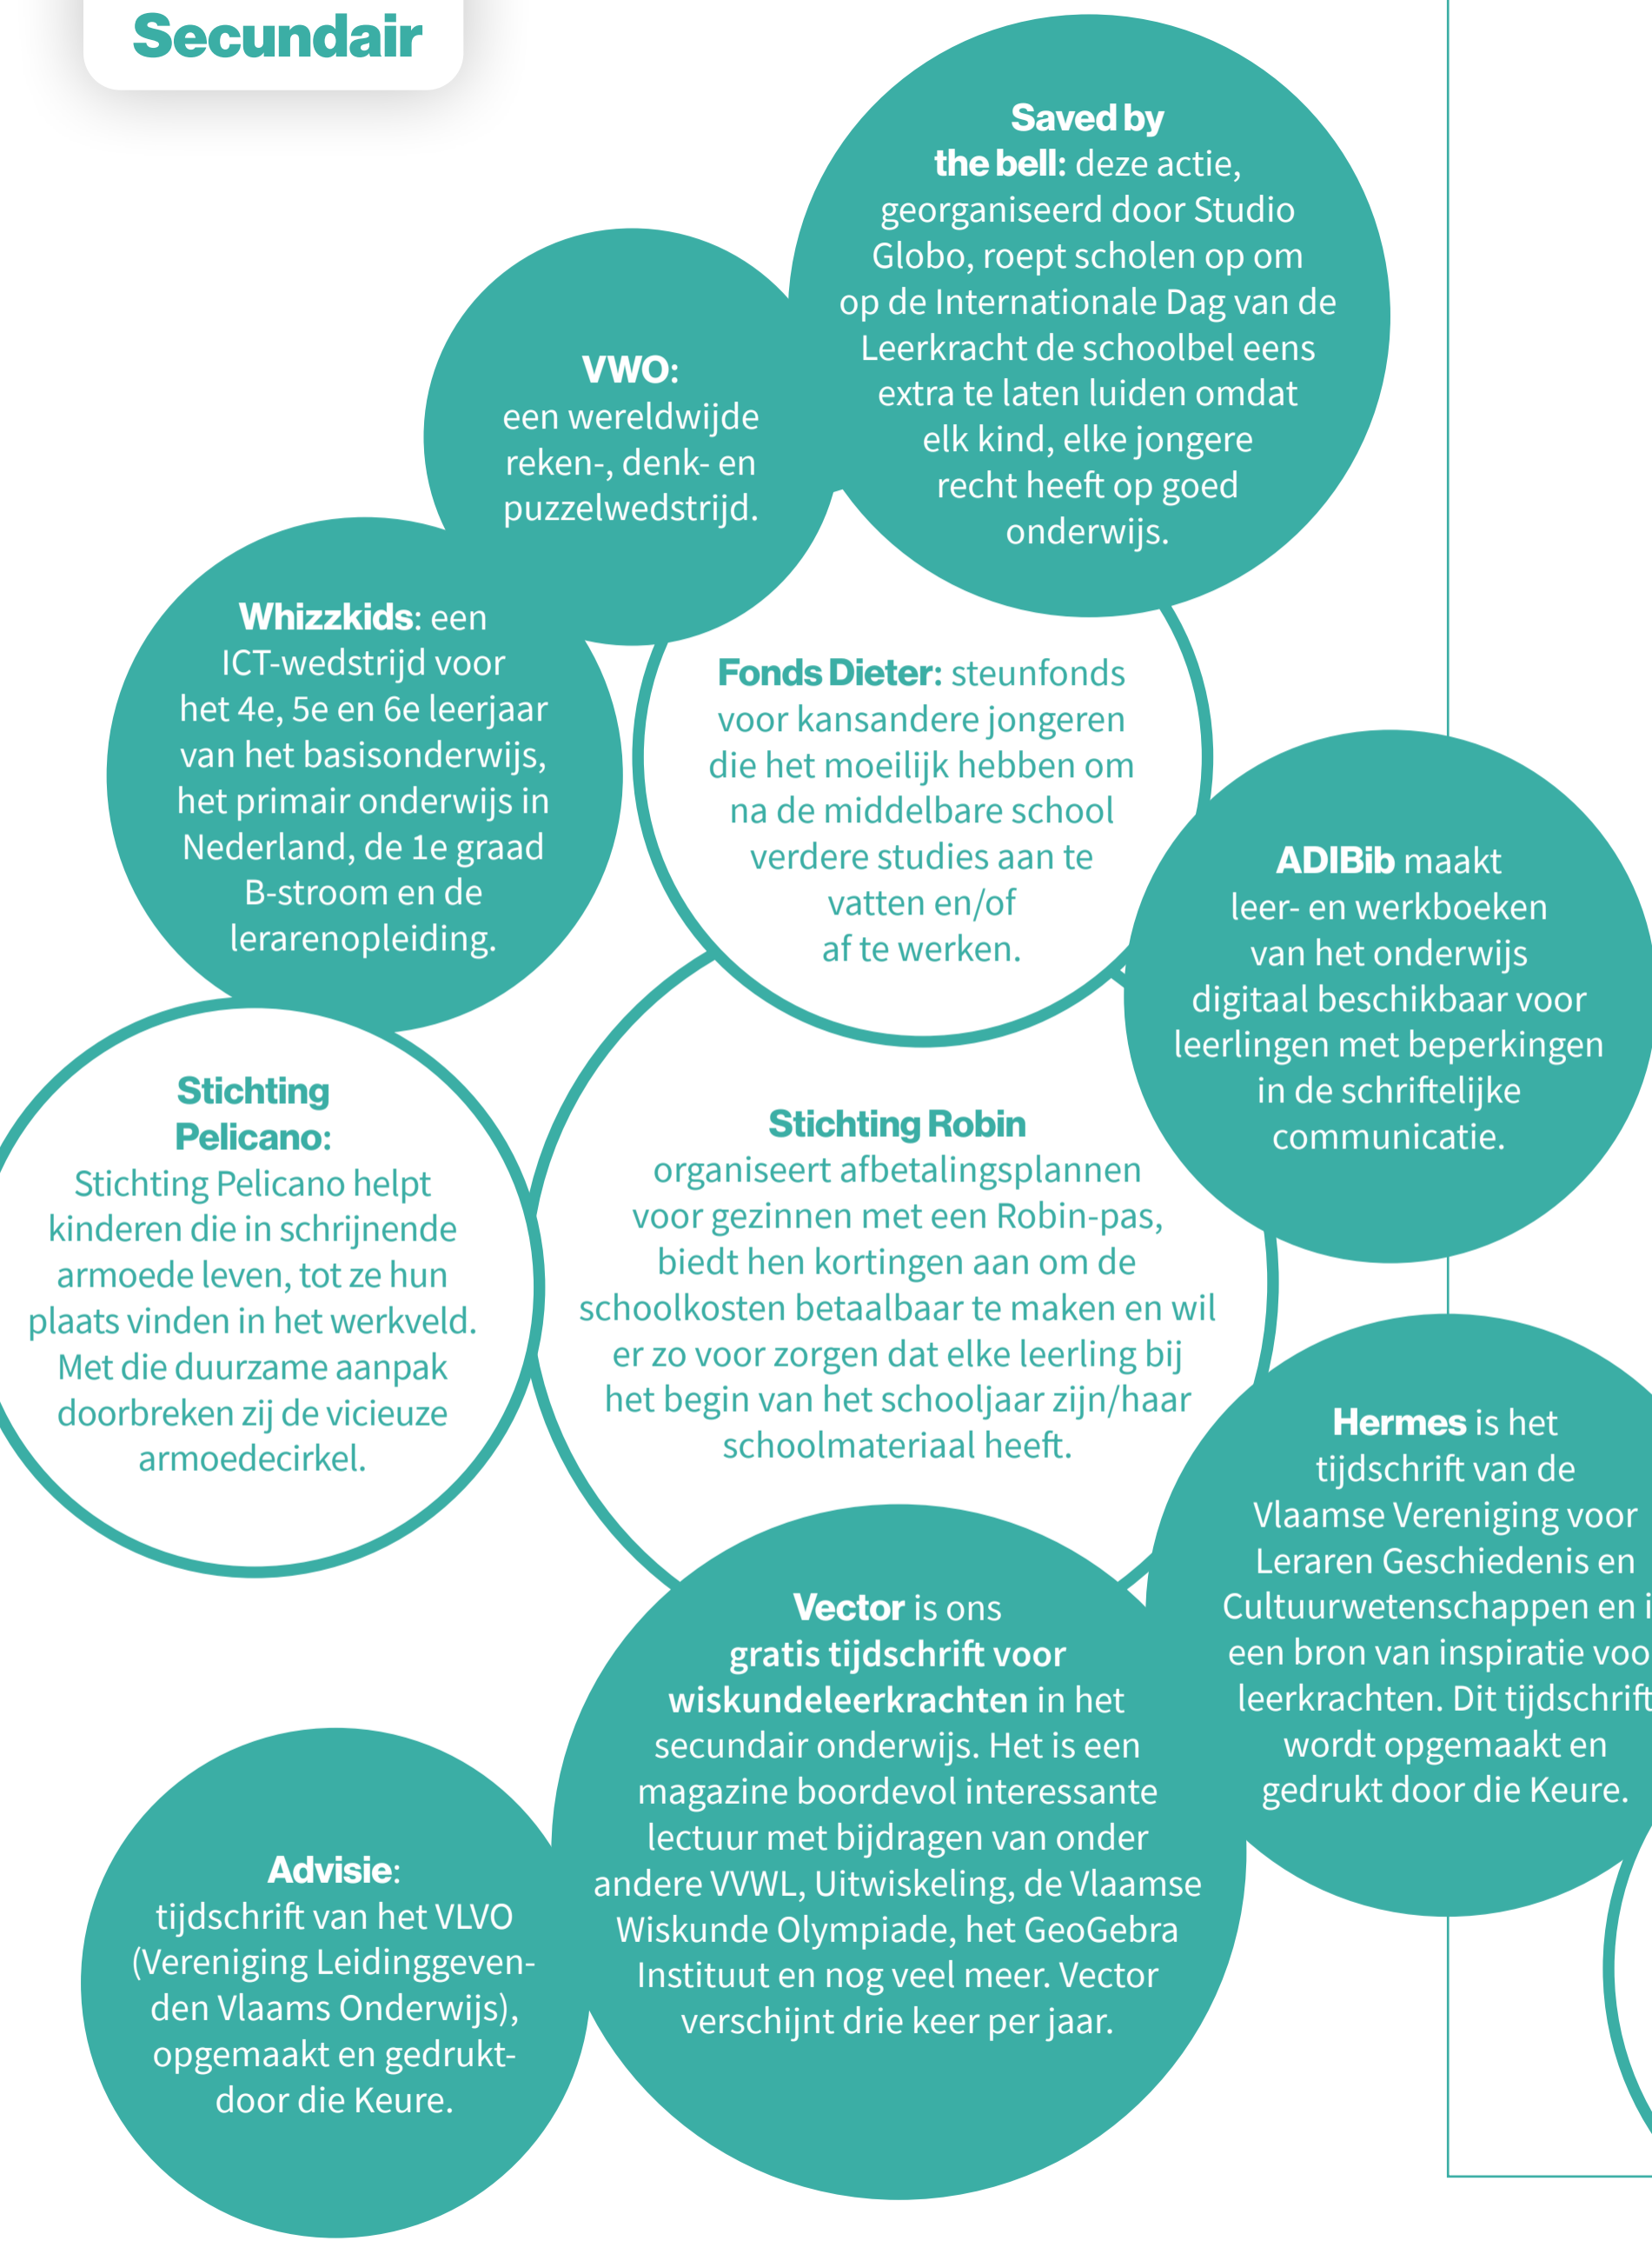 Secundair
Saved by
the bell: deze actie,
georganiseerd door Studio
Globo, roept scholen op om
op de Internationale Dag van de
Leerkracht de schoolbel eens
extra te laten luiden omdat
elk kind, elke jongere
recht heeft op goed
onderwijs.
VWO:
een wereldwijde
reken-, denk- en
puzzelwedstrijd.
Whizzkids: een
ICT-wedstrijd voor
het 4e, 5e en 6e leerjaar
van het basisonderwijs,
het primair onderwijs in
Nederland, de 1e graad
B-stroom en de
lerarenopleiding.
Fonds Dieter: steunfonds
voor kansandere jongeren
die het moeilijk hebben om
na de middelbare school
verdere studies aan te
vatten en/of
af te werken.
ADIBib maakt
leer- en werkboeken
van het onderwijs
digitaal beschikbaar voor
leerlingen met beperkingen
in de schriftelijke
communicatie.
Stichting
Pelicano:
Stichting Pelicano helpt
kinderen die in schrijnende
armoede leven, tot ze hun
plaats vinden in het werkveld.
Met die duurzame aanpak
doorbreken zij de vicieuze
armoedecirkel.
Stichting Robin
organiseert afbetalingsplannen
voor gezinnen met een Robin-pas,
biedt hen kortingen aan om de
schoolkosten betaalbaar te maken en wil
er zo voor zorgen dat elke leerling bij
het begin van het schooljaar zijn/haar
schoolmateriaal heeft.
Hermes is het
tijdschrift van de
Vlaamse Vereniging voor
Leraren Geschiedenis en
Cultuurwetenschappen en
een bron van inspiratie
leerkrachten. Dit tijdschrift
wordt opgemaakt en
gedrukt door die Keure.
Vector is ons
gratis tijdschrift voor
wiskundeleerkrachten in het
secundair onderwijs. Het is een
magazine boordevol interessante
lectuur met bijdragen van onder
andere VVWL, Uitwiskeling, de Vlaamse
Wiskunde Olympiade, het GeoGebra
Instituut en nog veel meer. Vector
verschijnt drie keer per jaar.
Advisie:
tijdschrift van het VLVO
(Vereniging Leidinggeven-
den Vlaams Onderwijs),
opgemaakt en gedrukt-
door die Keure.